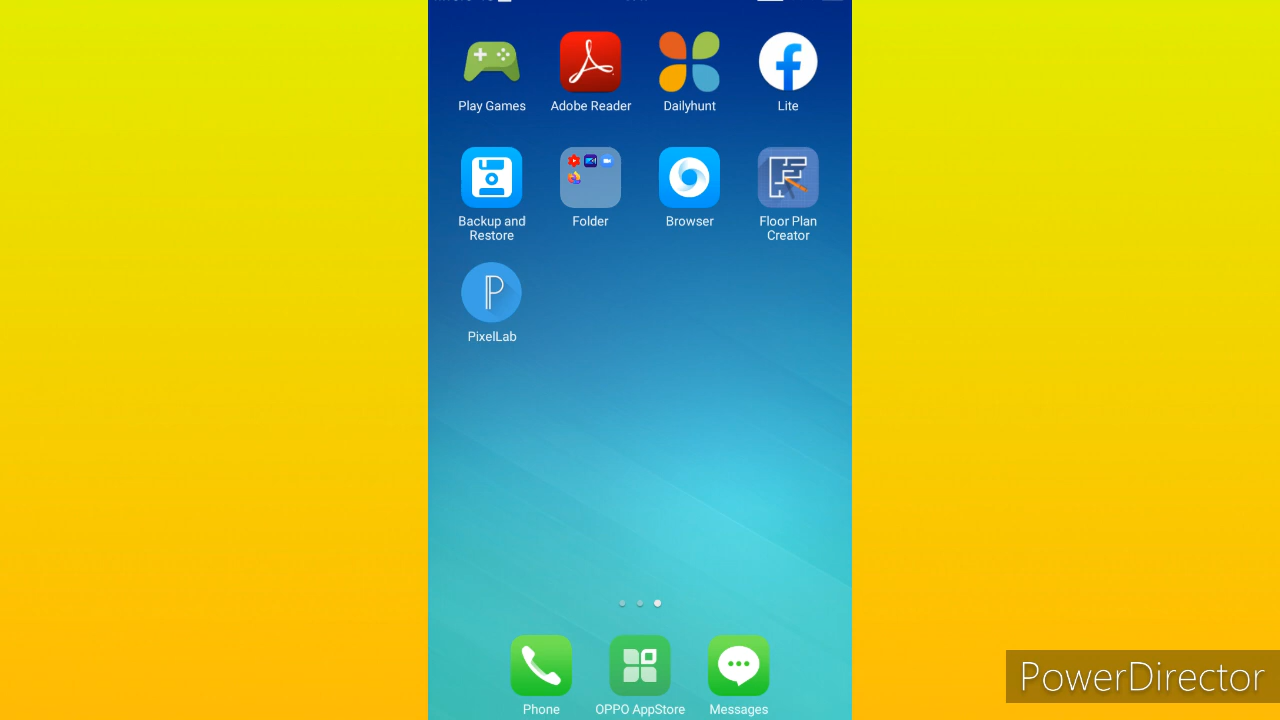 Play Games
Adobe Reader
Dailyhunt
Lite
Backup and
Restore
Folder
Browser
Floor Plan
Creator
PixelLab
Phone
OPPO AppStore
Messages
PowerDirector